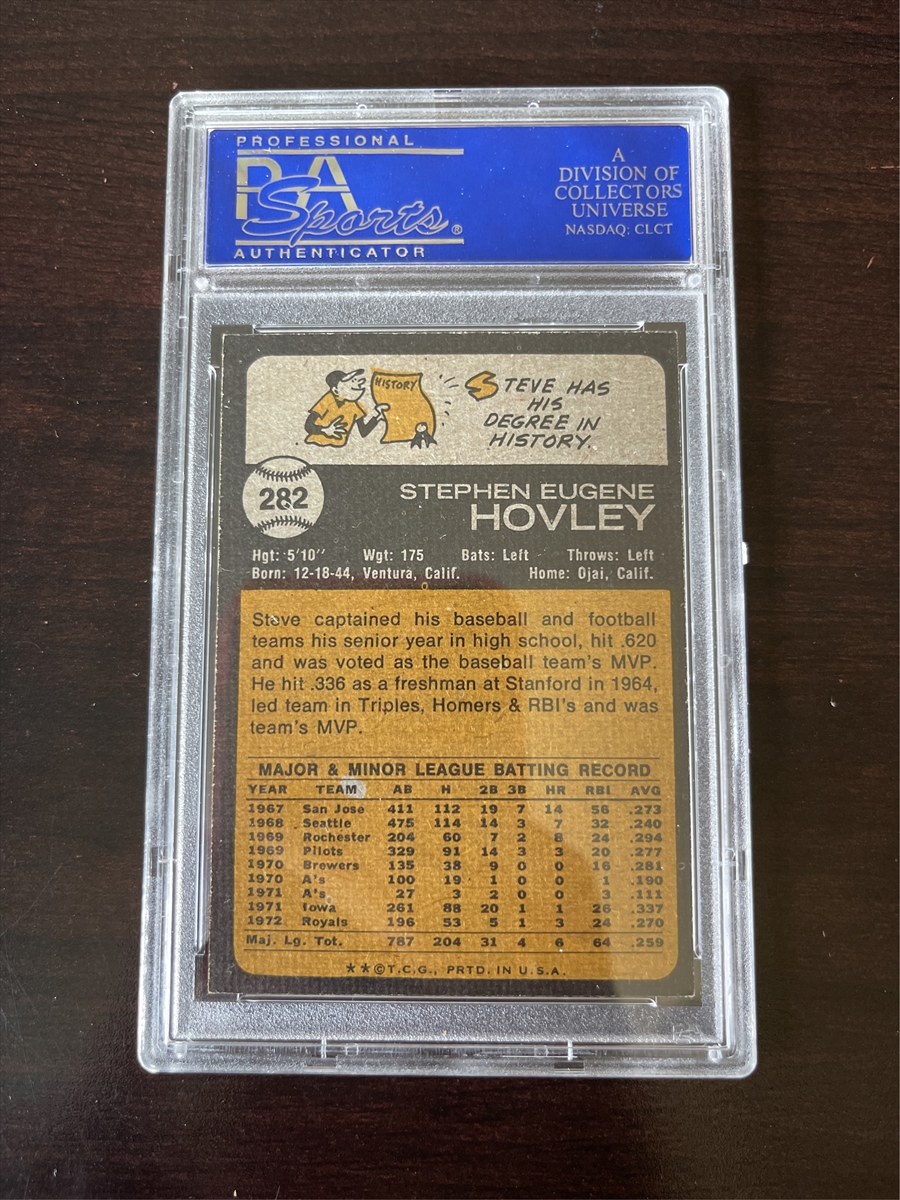 PROFESSIONAL
PSA
Sports®
AUTHENTICATOR
A
DIVISION OF
COLLECTORS
UNIVERSE
NASDAQ: CLCT
HISTORY
STEVE HAS
HIS
DEGREE IN
HISTORY.
282
STEPHEN EUGENE
HOVLEY
Hgt: 5'10" Wgt: 175 Bats: Left Throws: Left
Born: 12-18-44, Ventura, Calif. Home: Ojai, Calif.
Steve captained his baseball and football
teams his senior year in high school, hit .620
and was voted as the baseball team's MVP.
He hit .336 as a freshman at Stanford in 1964,
led team in Triples, Homers & RBI's and was
team's MVP.
MAJOR & MINOR LEAGUE BATTING RECORD
YEAR TEAM AB H 2B 3B HR RBI AVG
1967 San Jose 411 112 19 7 14 56 .273
1968 Seattle 475 114 14 3 7 32 .240
1969 Rochester 204 60 7 2 8 24 .294
1969 Pilots 329 91 14 3 3 20 .277
1970 Brewers 135 38 9 0 0 16 .281
1970 A's 100 19 1 0 0 1 .190
1971 A's 27 3 2 0 0 3 .111
1971 Iowa 261 88 20 1 1 26 .337
1972 Royals 196 53 5 1 3 24 .270
Maj. Lg. Tot. 787 204 31 4 6 64 .259
**©T.C.G., PRTD. IN U.S.A.